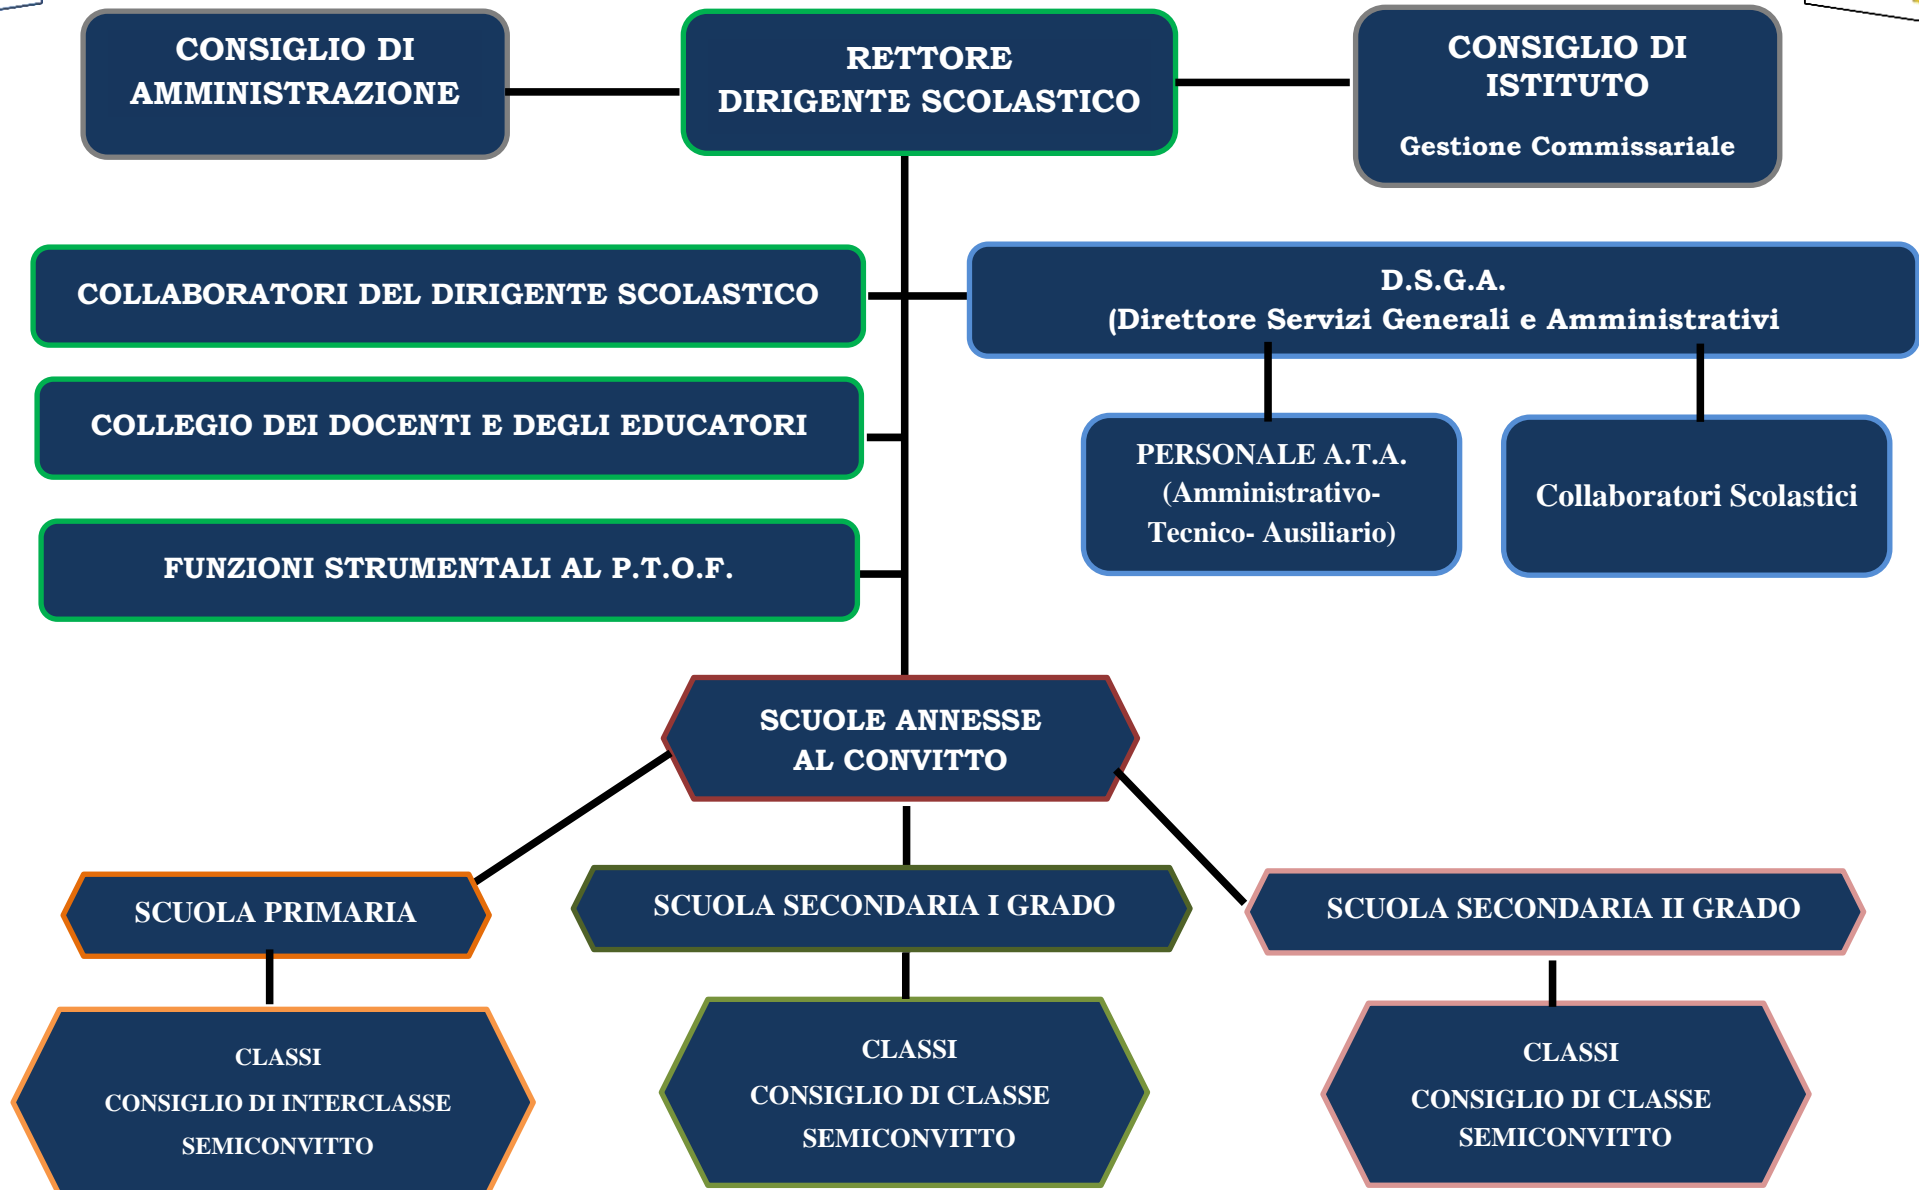 CONSIGLIO DI
AMMINISTRAZIONE
RETTORE
DIRIGENTE SCOLASTICO
CONSIGLIO DI
ISTITUTO
Gestione Commissariale
COLLABORATORI DEL DIRIGENTE SCOLASTICO
D.S.G.A.
(Direttore Servizi Generali e Amministrativi
COLLEGIO DEI DOCENTI E DEGLI EDUCATORI
PERSONALE A.T.A.
(Amministrativo-
Tecnico- Ausiliario)
Collaboratori Scolastici
FUNZIONI STRUMENTALI AL P.T.O.F.
SCUOLE ANNESSE
AL CONVITTO
SCUOLA PRIMARIA
SCUOLA SECONDARIA I GRADO
SCUOLA SECONDARIA II GRADO
CLASSI
CONSIGLIO DI INTERCLASSE
SEMICONVITTO
CLASSI
CONSIGLIO DI CLASSE
SEMICONVITTO
CLASSI
CONSIGLIO DI CLASSE
SEMICONVITTO